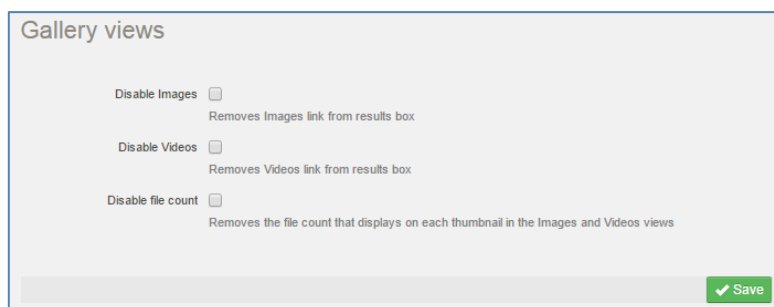 Gallery views
Disable Images
Removes Images link from results box
Disable Videos
Removes Videos link from results box
Disable file count
Removes the file count that displays on each thumbnail in the Images and Videos views
Save